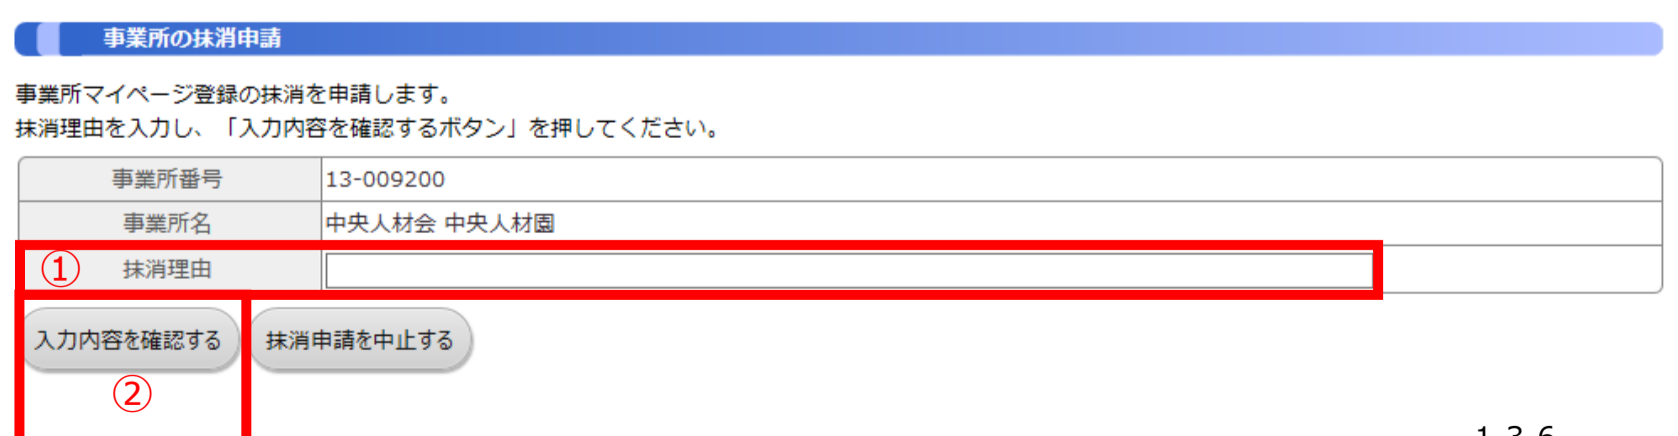 事業所の抹消申請
事業所マイページ登録の抹消を申請します。
抹消理由を入力し、「入力内容を確認するボタン」を押してください。
事業所番号 13-009200
事業所名 中央人材会 中央人材園
① 抹消理由
入力内容を確認する 抹消申請を中止する
②
136